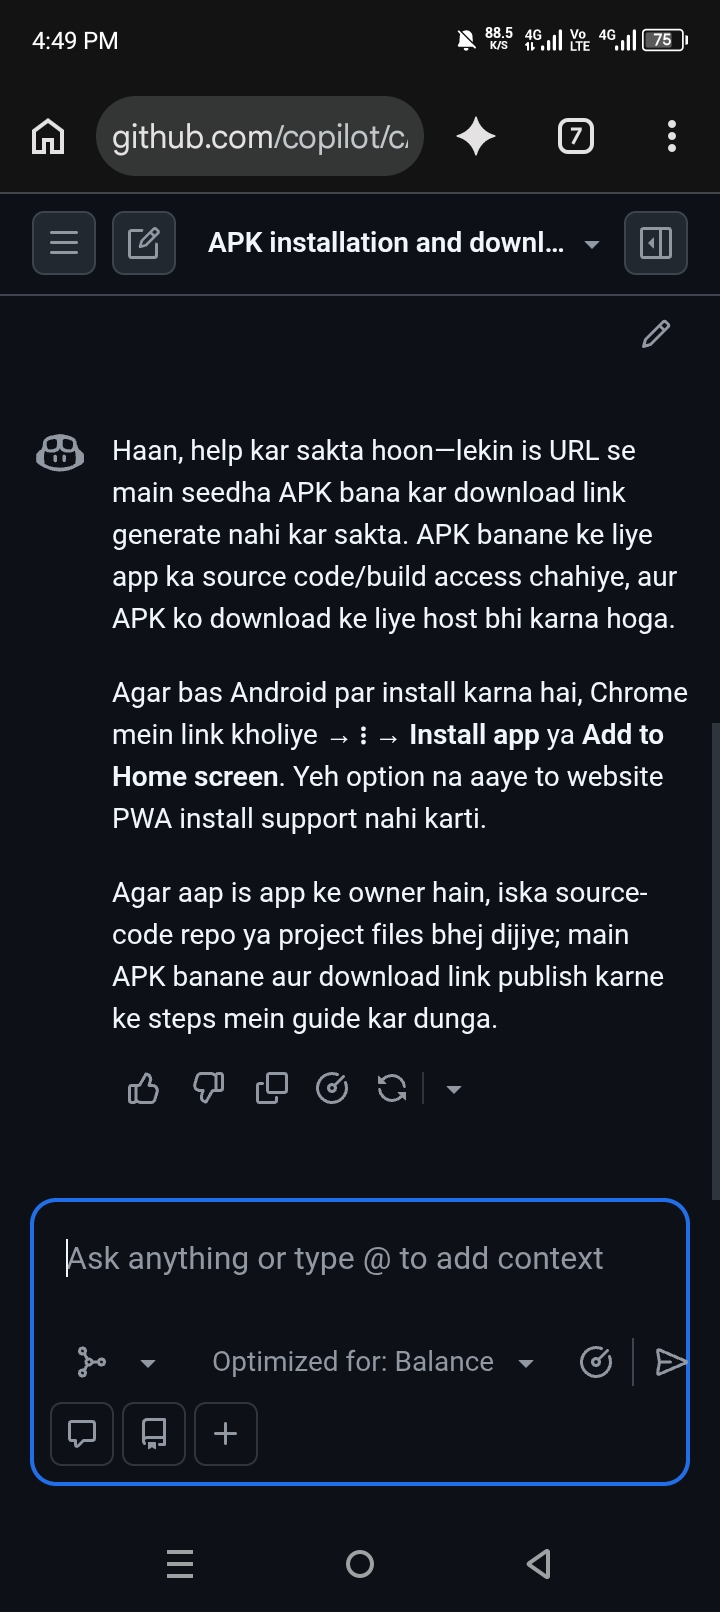 4:49 PM
88.5 K/S 4G Vo LTE 4G 75
github.com/copilot/c
7
APK installation and downl...
Haan, help kar sakta hoon—lekin is URL se
main seedha APK bana kar download link
generate nahi kar sakta. APK banane ke liye
app ka source code/build access chahiye, aur
APK ko download ke liye host bhi karna hoga.
Agar bas Android par install karna hai, Chrome
mein link kholiye → ⋮ → Install app ya Add to
Home screen. Yeh option na aaye to website
PWA install support nahi karti.
Agar aap is app ke owner hain, iska source-
code repo ya project files bhej dijiye; main
APK banane aur download link publish karne
ke steps mein guide kar dunga.
Ask anything or type @ to add context
Optimized for: Balance